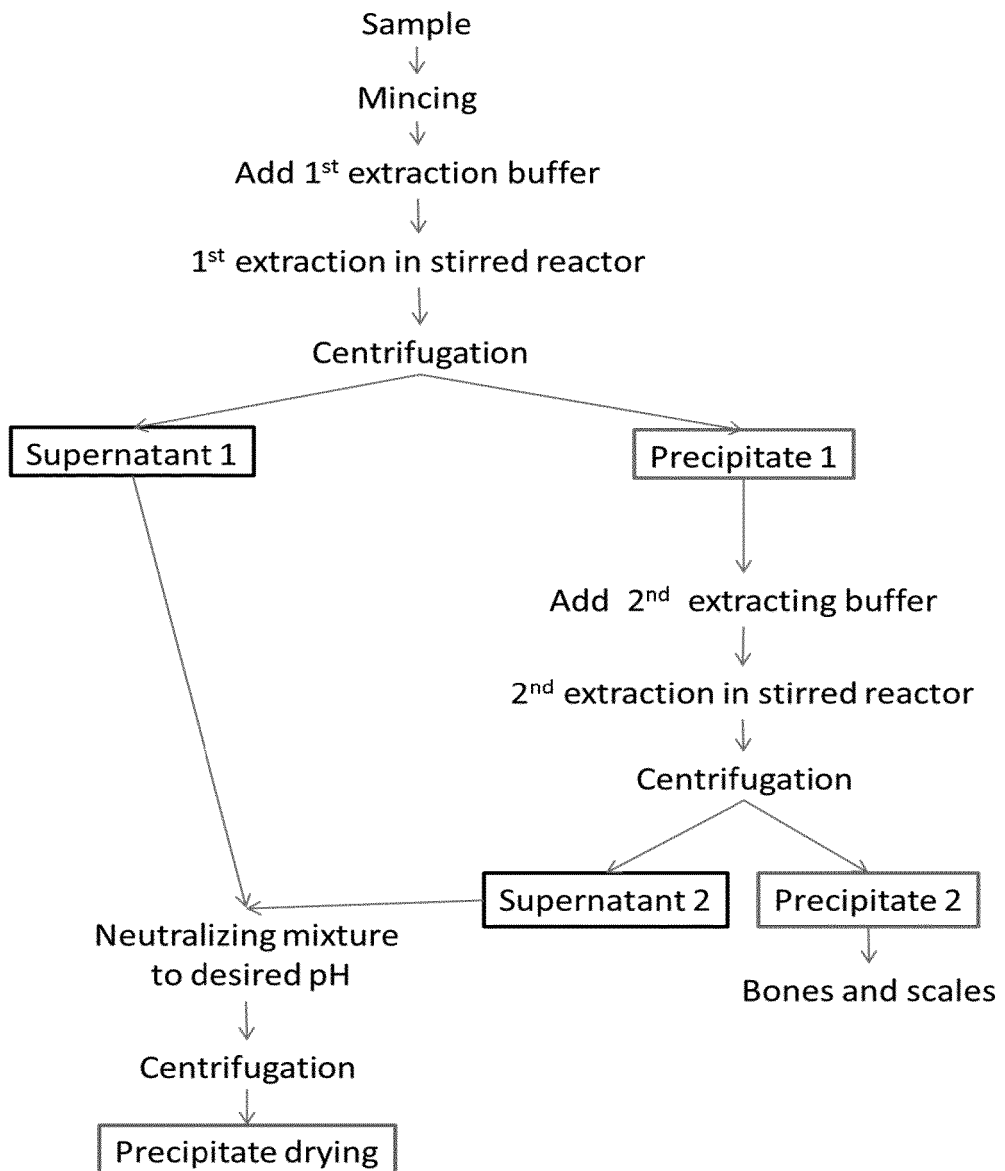 Sample
Mincing
Add 1st extraction buffer
1st extraction in stirred reactor
Centrifugation
Supernatant 1
Precipitate 1
Add 2nd extracting buffer
2nd extraction in stirred reactor
Centrifugation
Supernatant 2
Precipitate 2
Neutralizing mixture
to desired pH
Bones and scales
Centrifugation
Precipitate drying